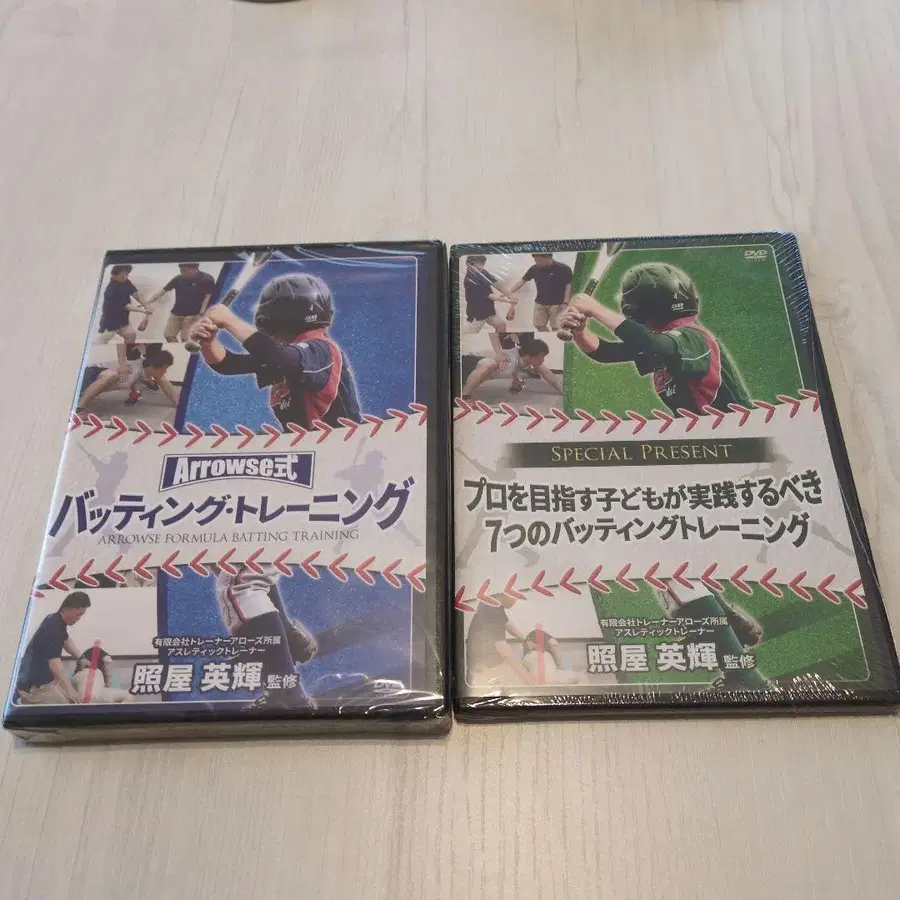 Arrowse式
バッティング・トレーニング
ARROWSE FORMULA BATTING TRAINING
有限会社トレーナーアローズ所属
アスレティックトレーナー
照屋 英輝 監修
DVD
DVD
SPECIAL PRESENT
プロを目指す子どもが実践するべき
7つのバッティングトレーニング
有限会社トレーナーアローズ所属
アスレティックトレーナー
照屋 英輝 監修